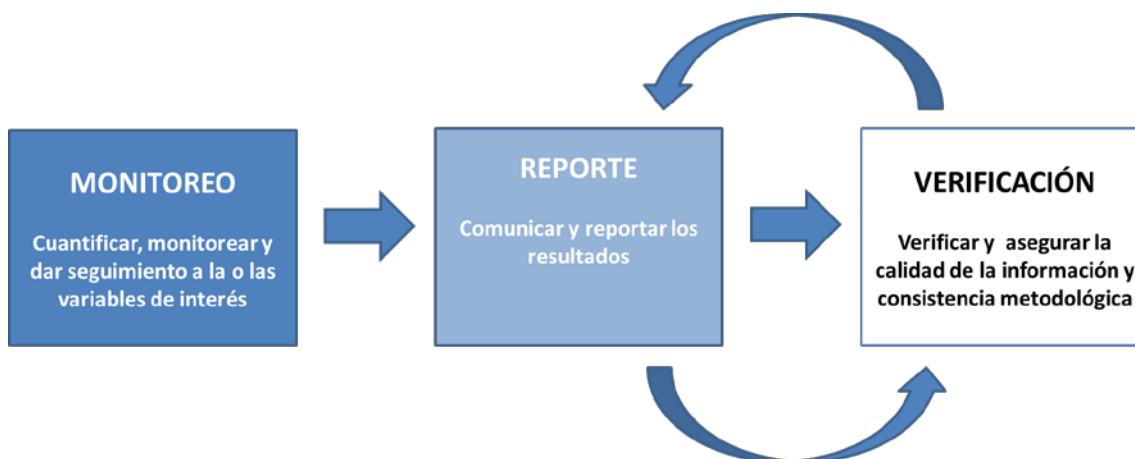 MONITOREO
Cuantificar, monitorear y
dar seguimiento a la o las
variables de interés
REPORTE
Comunicar y reportar los
resultados
VERIFICACIÓN
Verificar y asegurar la
calidad de la información y
consistencia metodológica